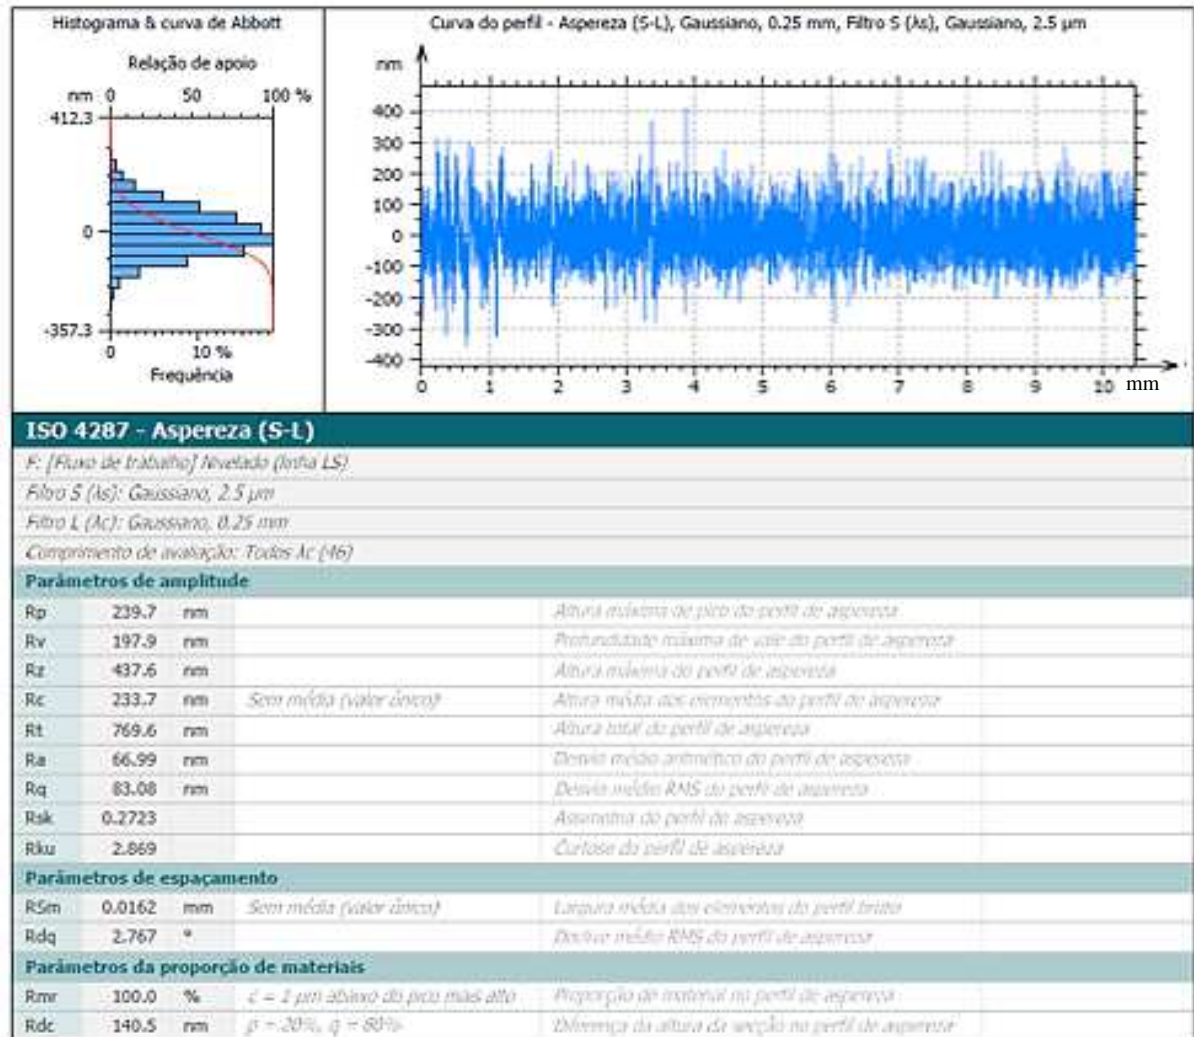 Histograma & curva de Abbott
Relação de apoio
nm 0 50 100 %
412.3
0
-357.3
0 10 %
Frequência
Curva do perfil - Aspereza (S-L), Gaussiano, 0.25 mm, Filtro S (λs), Gaussiano, 2.5 µm
nm
400
300
200
100
0
-100
-200
-300
-400
0 1 2 3 4 5 6 7 8 9 10 mm
ISO 4287 - Aspereza (S-L)
F: [Fluxo de trabalho] Nivelado (linha LS)
Filtro S (λs): Gaussiano, 2.5 µm
Filtro L (λc): Gaussiano, 0.25 mm
Comprimento de avaliação: Todos λc (46)
Parâmetros de amplitude
Rp 239.7 nm Altura máxima de pico do perfil de aspereza
Rv 197.9 nm Profundidade máxima de vale do perfil de aspereza
Rz 437.6 nm Altura máxima do perfil de aspereza
Rc 233.7 nm Sem média (valor único) Altura média dos elementos do perfil de aspereza
Rt 769.6 nm Altura total do perfil de aspereza
Ra 66.99 nm Desvio médio aritmético do perfil de aspereza
Rq 83.08 nm Desvio médio RMS do perfil de aspereza
Rsk 0.2723 Assimetria do perfil de aspereza
Rku 2.869 Curtose do perfil de aspereza
Parâmetros de espaçamento
RSm 0.0162 mm Sem média (valor único) Largura média dos elementos do perfil bruto
Rdq 2.767 ° Declive médio RMS do perfil de aspereza
Parâmetros da proporção de materiais
Rmr 100.0 % c = 1 µm abaixo do pico mais alto Proporção de material no perfil de aspereza
Rdc 140.5 nm p = 20%, q = 80% Diferença da altura da secção no perfil de aspereza